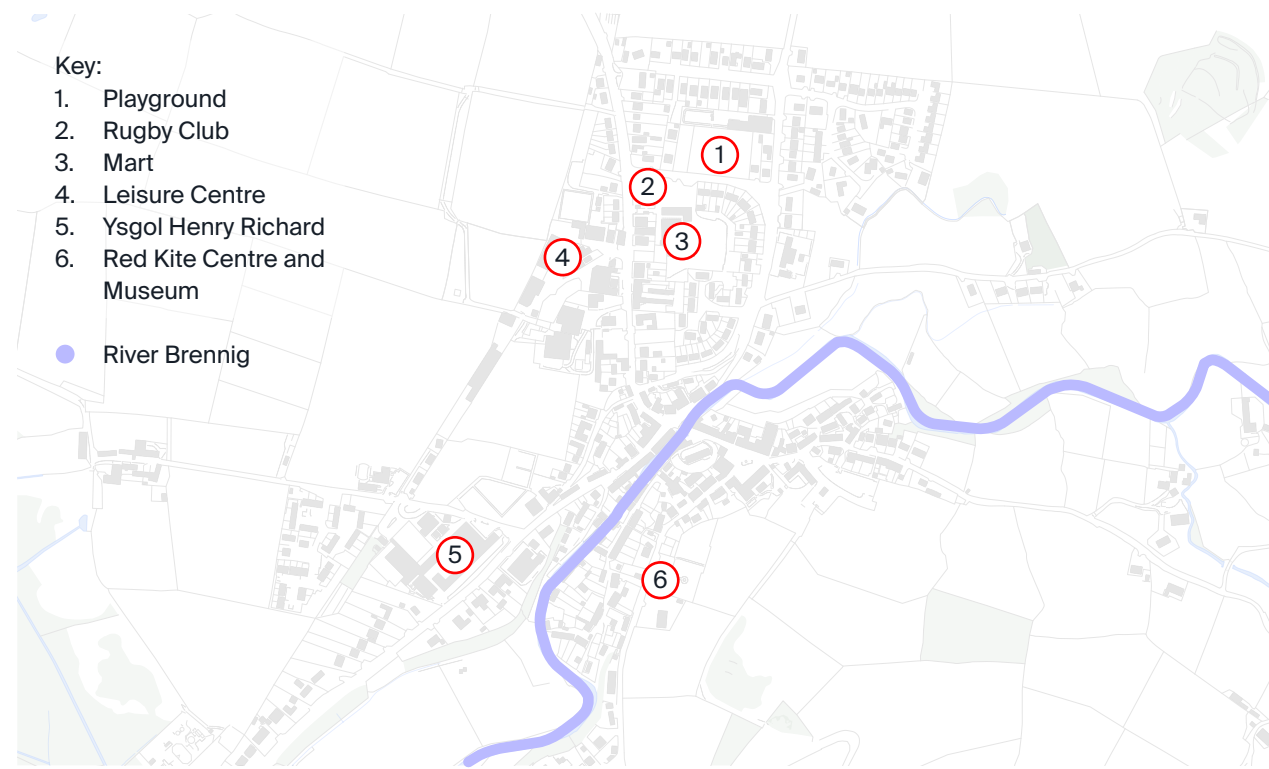 Key:
1. Playground
2. Rugby Club
3. Mart
4. Leisure Centre
5. Ysgol Henry Richard
6. Red Kite Centre and
Museum
River Brennig
1
2
3
4
5
6